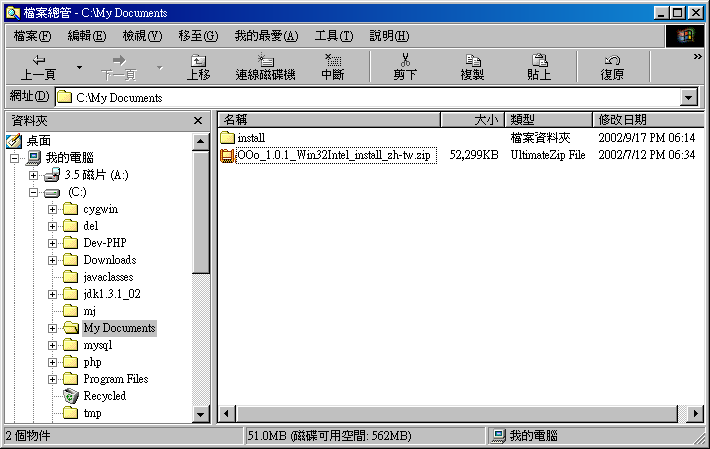 檔案總管 - C:\My Documents
檔案(F) 編輯(E) 檢視(V) 移至(G) 我的最愛(A) 工具(T) 說明(H)
上一頁 下一頁 上移 連線磁碟機 中斷 剪下 複製 貼上 復原 »
網址(D) C:\My Documents
資料夾
名稱 大小 類型 修改日期
桌面
我的電腦
3.5 磁片 (A:)
(C:)
cygwin
del
Dev-PHP
Downloads
javaclasses
jdk1.3.1_02
mj
My Documents
mysql
php
Program Files
Recycled
tmp
install 檔案資料夾 2002/9/17 PM 06:14
OOo_1.0.1_Win32Intel_install_zh-tw.zip 52,299KB UltimateZip File 2002/7/12 PM 06:34
2 個物件 51.0MB (磁碟可用空間: 562MB) 我的電腦